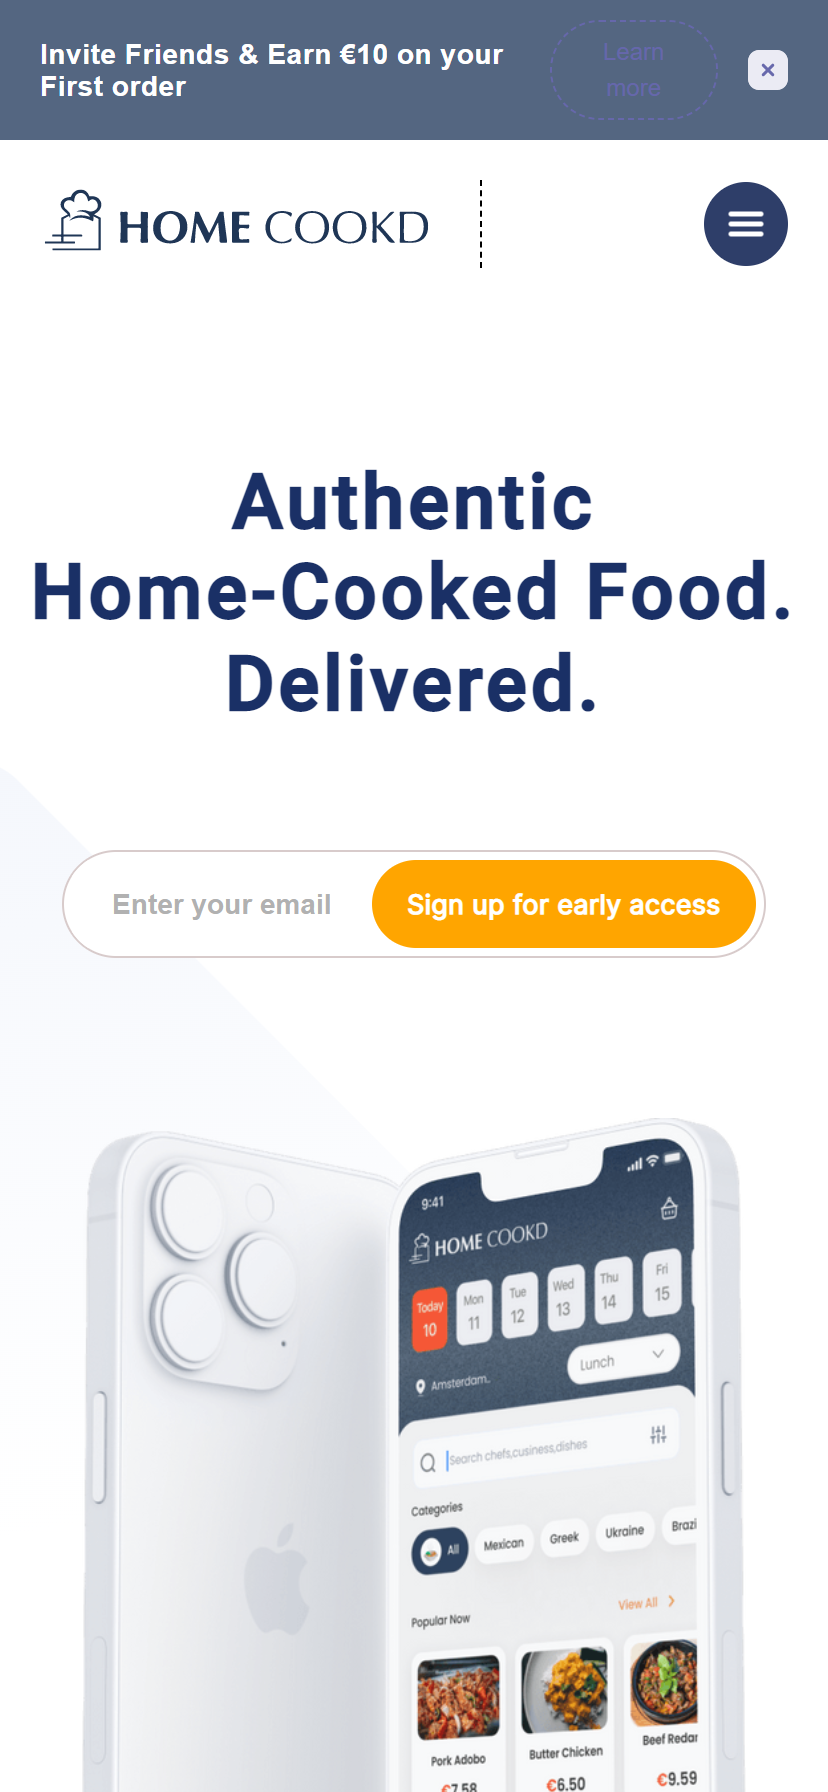 Invite Friends & Earn €10 on your
First order
Learn
more
HOME COOKD
Authentic
Home-Cooked Food.
Delivered.
Enter your email
Sign up for early access
9:41
HOME COOKD
Today
10
Mon
11
Tue
12
Wed
13
Thu
14
Fri
15
Amsterdam..
Lunch
Search chefs,cusiness,dishes
Categories
All
Mexican
Greek
Ukraine
Brazi
Popular Now
View All
Pork Adobo
Butter Chicken
Beef Redar
€7.58
€6.50
€9.59